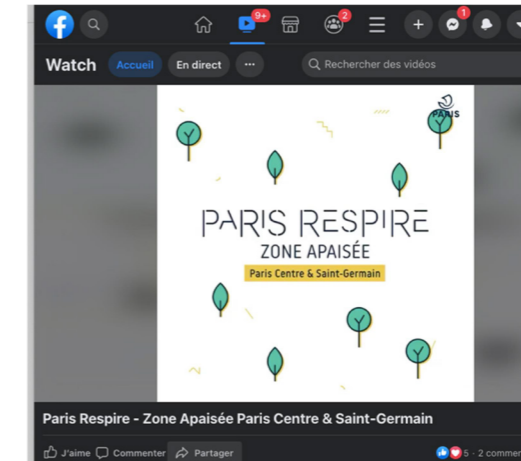 9+
2
1
Watch
Accueil
En direct
Rechercher des vidéos
PARIS
PARIS RESPIRE
ZONE APAISÉE
Paris Centre & Saint-Germain
Paris Respire - Zone Apaisée Paris Centre & Saint-Germain
J'aime
Commenter
Partager
5 · 2 commen